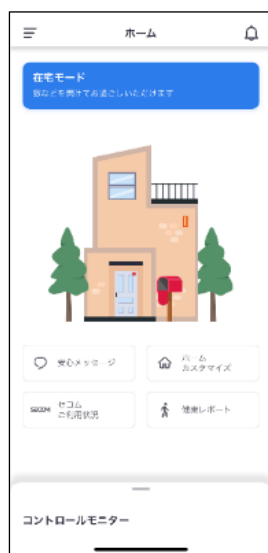 ホーム
在宅モード
窓などを開けてお過ごしいただけます
安心メッセージ
ホーム
カスタマイズ
SECOM
セコム
ご利用状況
健康レポート
コントロールモニター